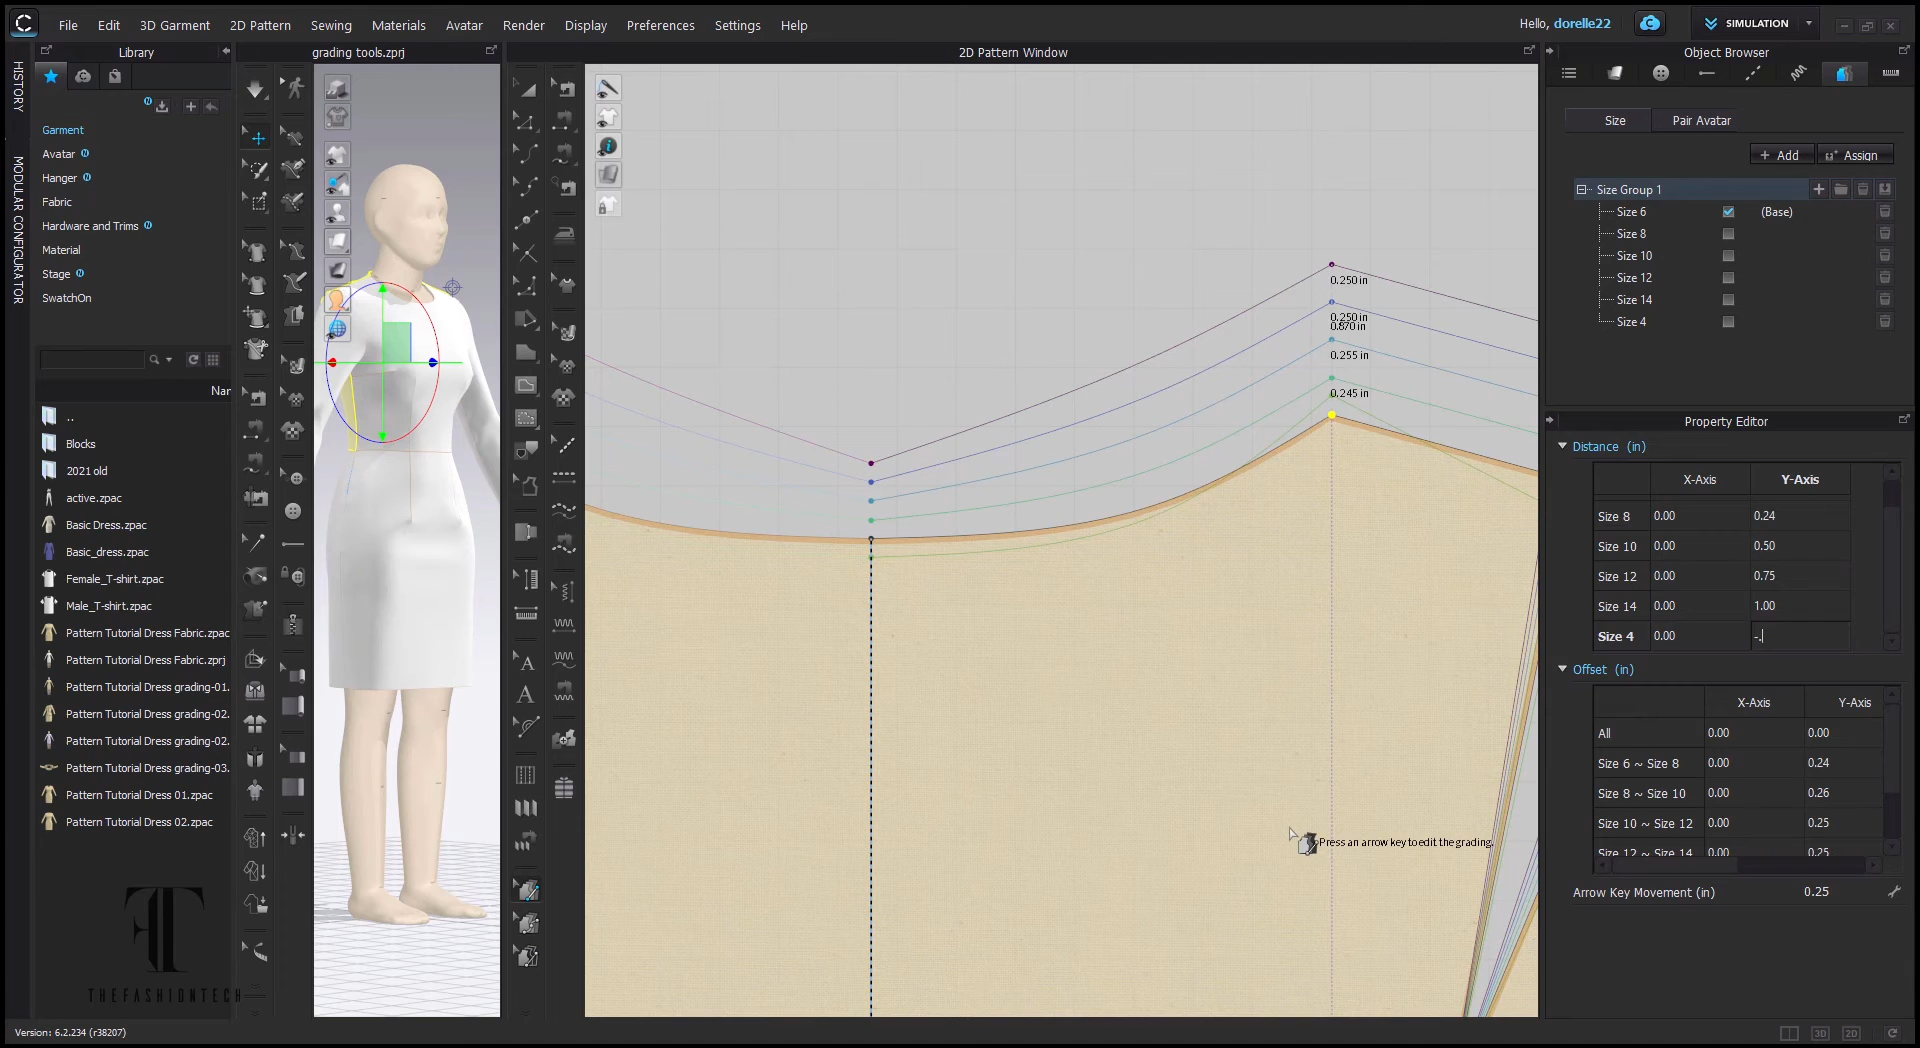 File Edit 3D Garment 2D Pattern Sewing Materials Avatar Render Display Preferences Settings Help
Hello, dorelle22
SIMULATION
HISTORY
MODULAR CONFIGURATOR
Library
grading tools.zprj
2D Pattern Window
Object Browser
Garment
Avatar
Hanger
Fabric
Hardware and Trims
Material
Stage
SwatchOn
Nar
..
Blocks
2021 old
active.zpac
Basic Dress.zpac
Basic_dress.zpac
Female_T-shirt.zpac
Male_T-shirt.zpac
Pattern Tutorial Dress Fabric.zpac
Pattern Tutorial Dress Fabric.zprj
Pattern Tutorial Dress grading-01.
Pattern Tutorial Dress grading-02.
Pattern Tutorial Dress grading-02.
Pattern Tutorial Dress grading-03.
Pattern Tutorial Dress 01.zpac
Pattern Tutorial Dress 02.zpac
THEFASHIONTECH
Version: 6.2.234 (r38207)
0.250 in
0.250 in
0.870 in
0.255 in
0.245 in
Press an arrow key to edit the grading.
Size Pair Avatar
+ Add Assign
Size Group 1
Size 6 (Base)
Size 8
Size 10
Size 12
Size 14
Size 4
Property Editor
Distance (in)
X-Axis Y-Axis
Size 8 0.00 0.24
Size 10 0.00 0.50
Size 12 0.00 0.75
Size 14 0.00 1.00
Size 4 0.00 -.
Offset (in)
X-Axis Y-Axis
All 0.00 0.00
Size 6 ~ Size 8 0.00 0.24
Size 8 ~ Size 10 0.00 0.26
Size 10 ~ Size 12 0.00 0.25
Size 12 ~ Size 14 0.00 0.25
Arrow Key Movement (in) 0.25
3D 2D